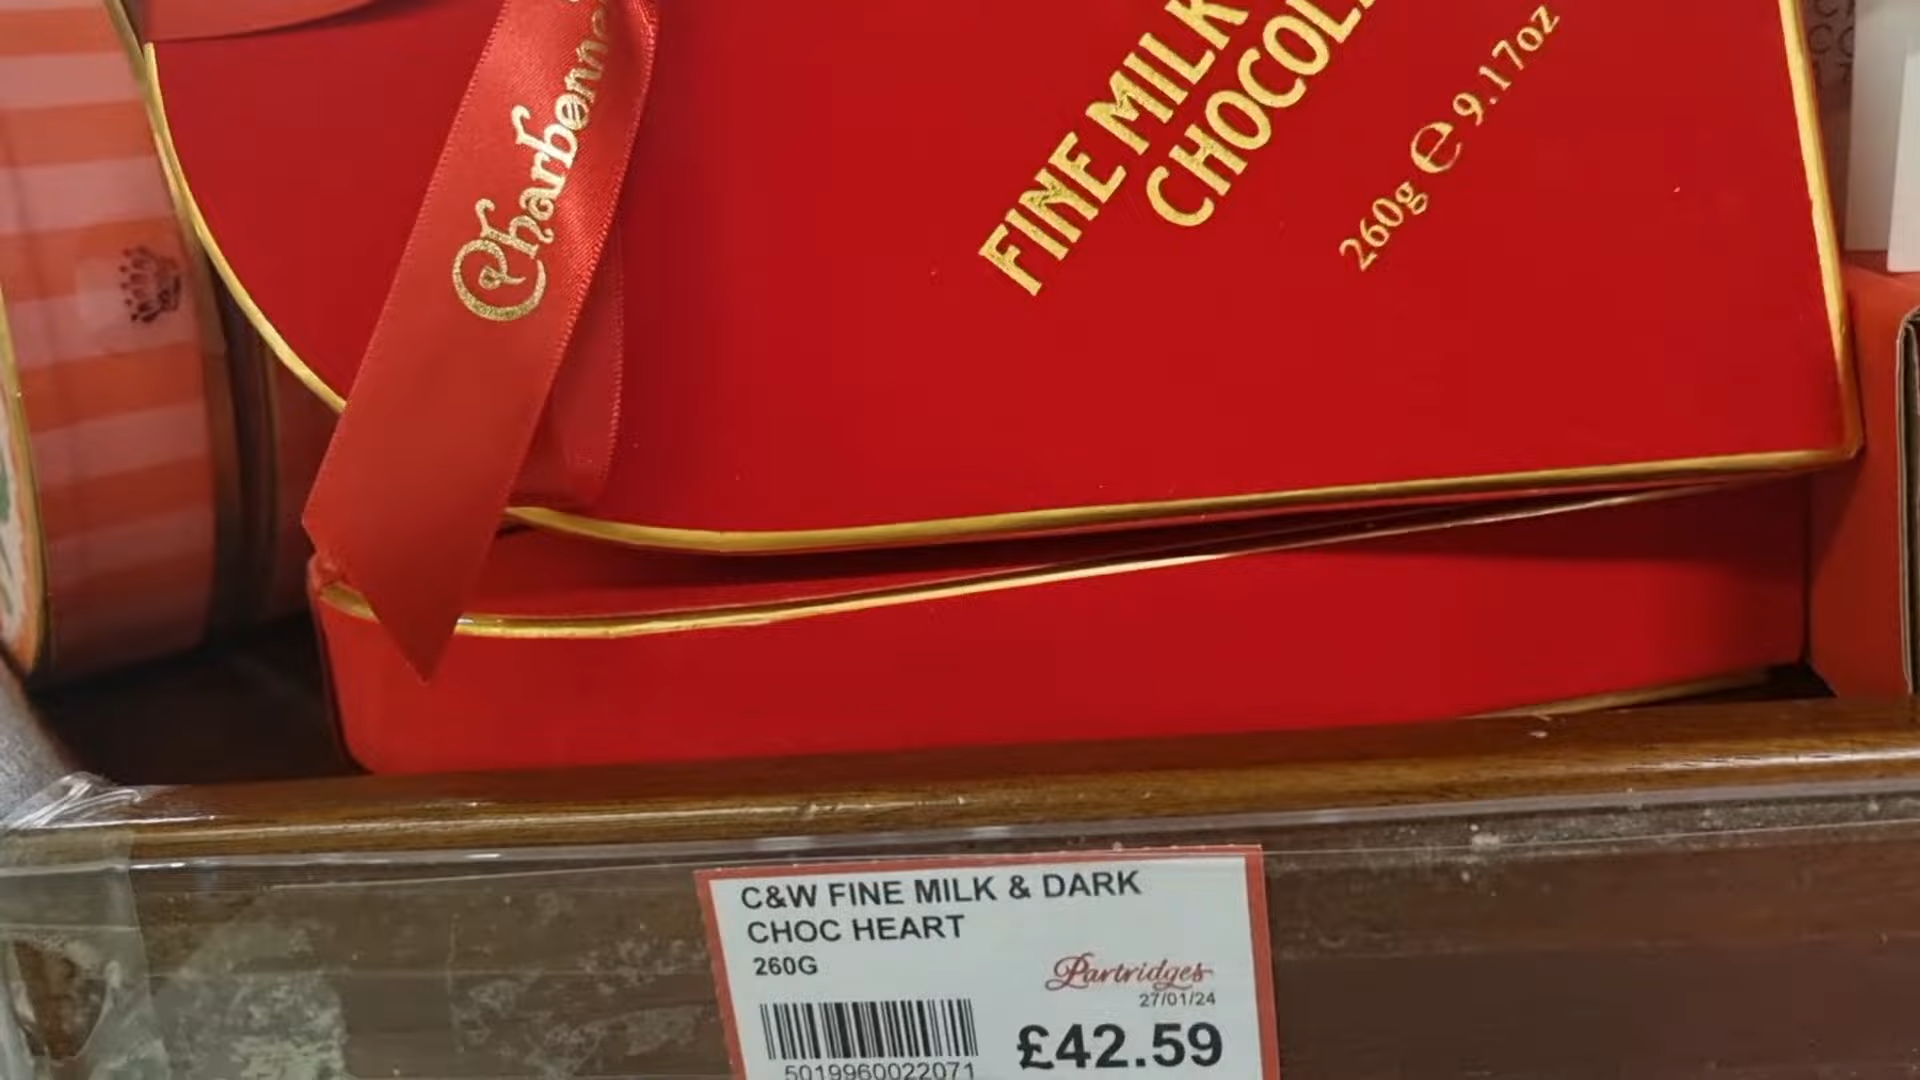 Charbonne
FINE MILK
CHOCOL
260g e 9.17oz
C&W FINE MILK & DARK
CHOC HEART
260G
Partridges
27/01/24
£42.59
5019960022071